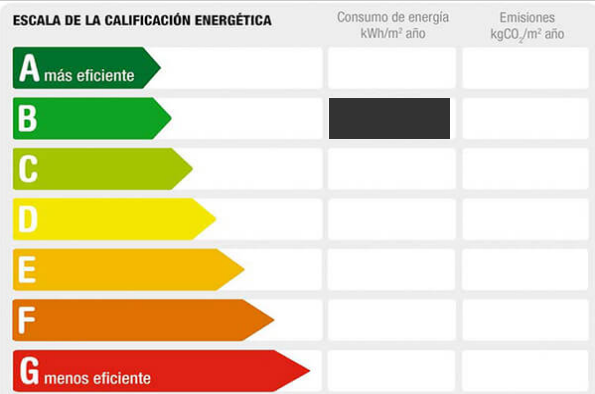 ESCALA DE LA CALIFICACIÓN ENERGÉTICA
Consumo de energía
kWh/m² año
Emisiones
kgCO₂/m² año
A más eficiente
B
C
D
E
F
G menos eficiente